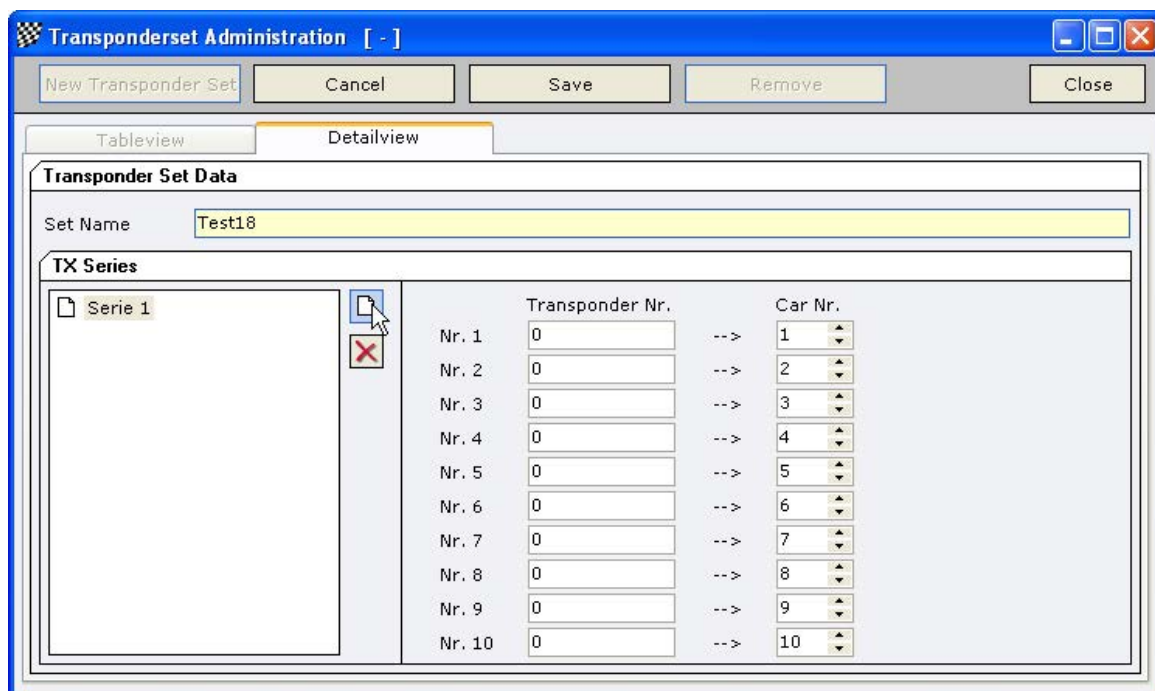 Transponderset Administration [ - ]
New Transponder Set Cancel Save Remove Close
Tableview Detailview
Transponder Set Data
Set Name Test18
TX Series
Serie 1
Transponder Nr. Car Nr.
Nr. 1 0 --> 1
Nr. 2 0 --> 2
Nr. 3 0 --> 3
Nr. 4 0 --> 4
Nr. 5 0 --> 5
Nr. 6 0 --> 6
Nr. 7 0 --> 7
Nr. 8 0 --> 8
Nr. 9 0 --> 9
Nr. 10 0 --> 10